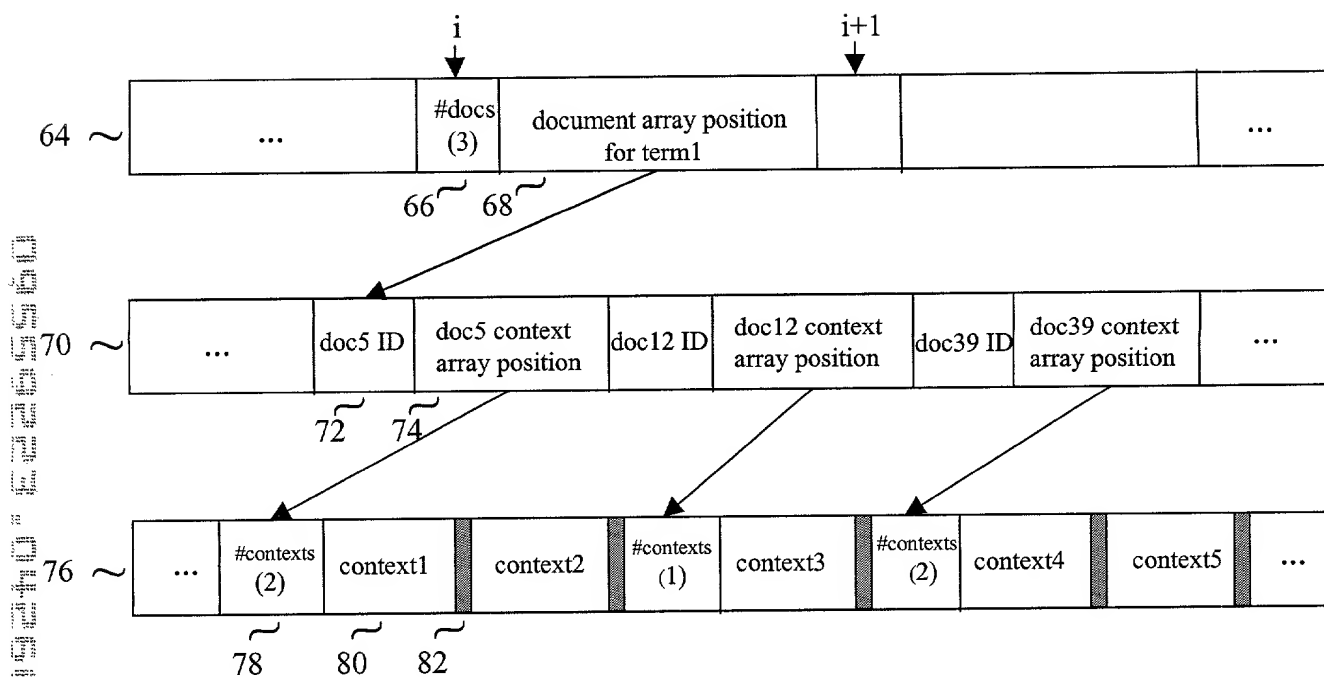 i i+1
64 ... #docs (3) document array position for term1 ...
66 68
70 ... doc5 ID doc5 context array position doc12 ID doc12 context array position doc39 ID doc39 context array position ...
72 74
76 ... #contexts (2) context1 context2 #contexts (1) context3 #contexts (2) context4 context5 ...
78 80 82